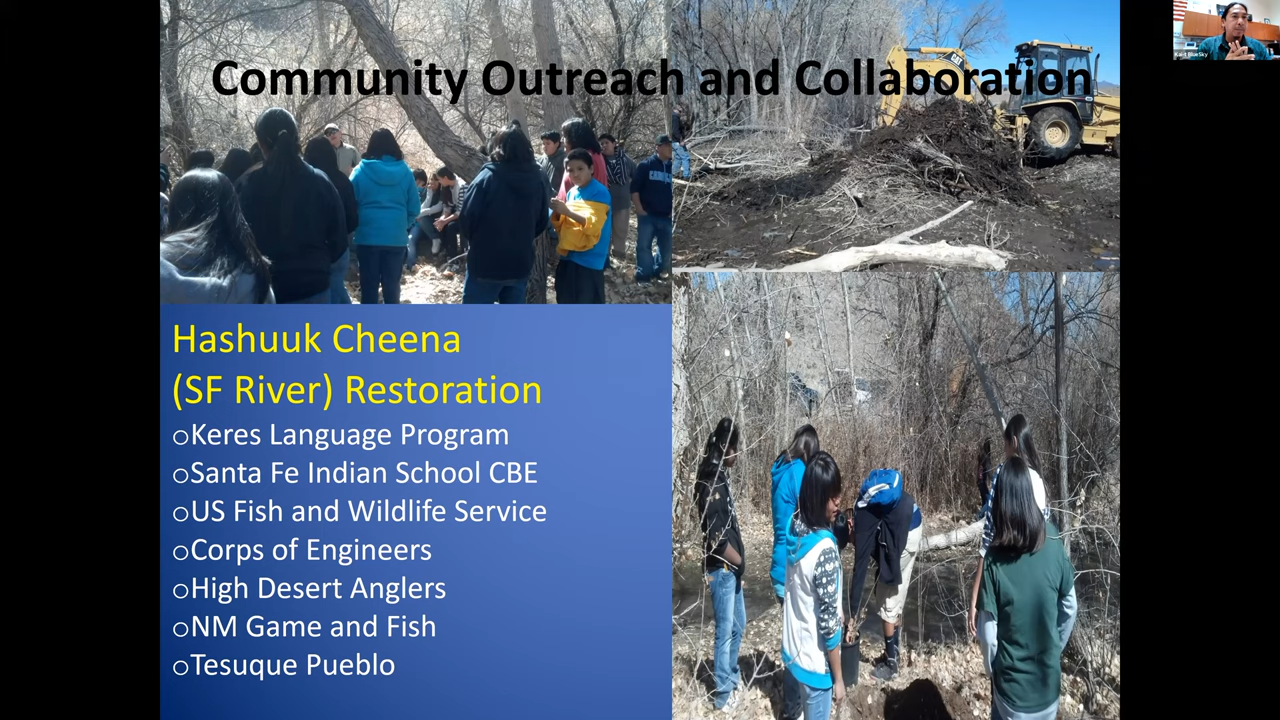 Community Outreach and Collaboration
Hashuuk Cheena
(SF River) Restoration
oKeres Language Program
oSanta Fe Indian School CBE
oUS Fish and Wildlife Service
oCorps of Engineers
oHigh Desert Anglers
oNM Game and Fish
oTesuque Pueblo
CAT